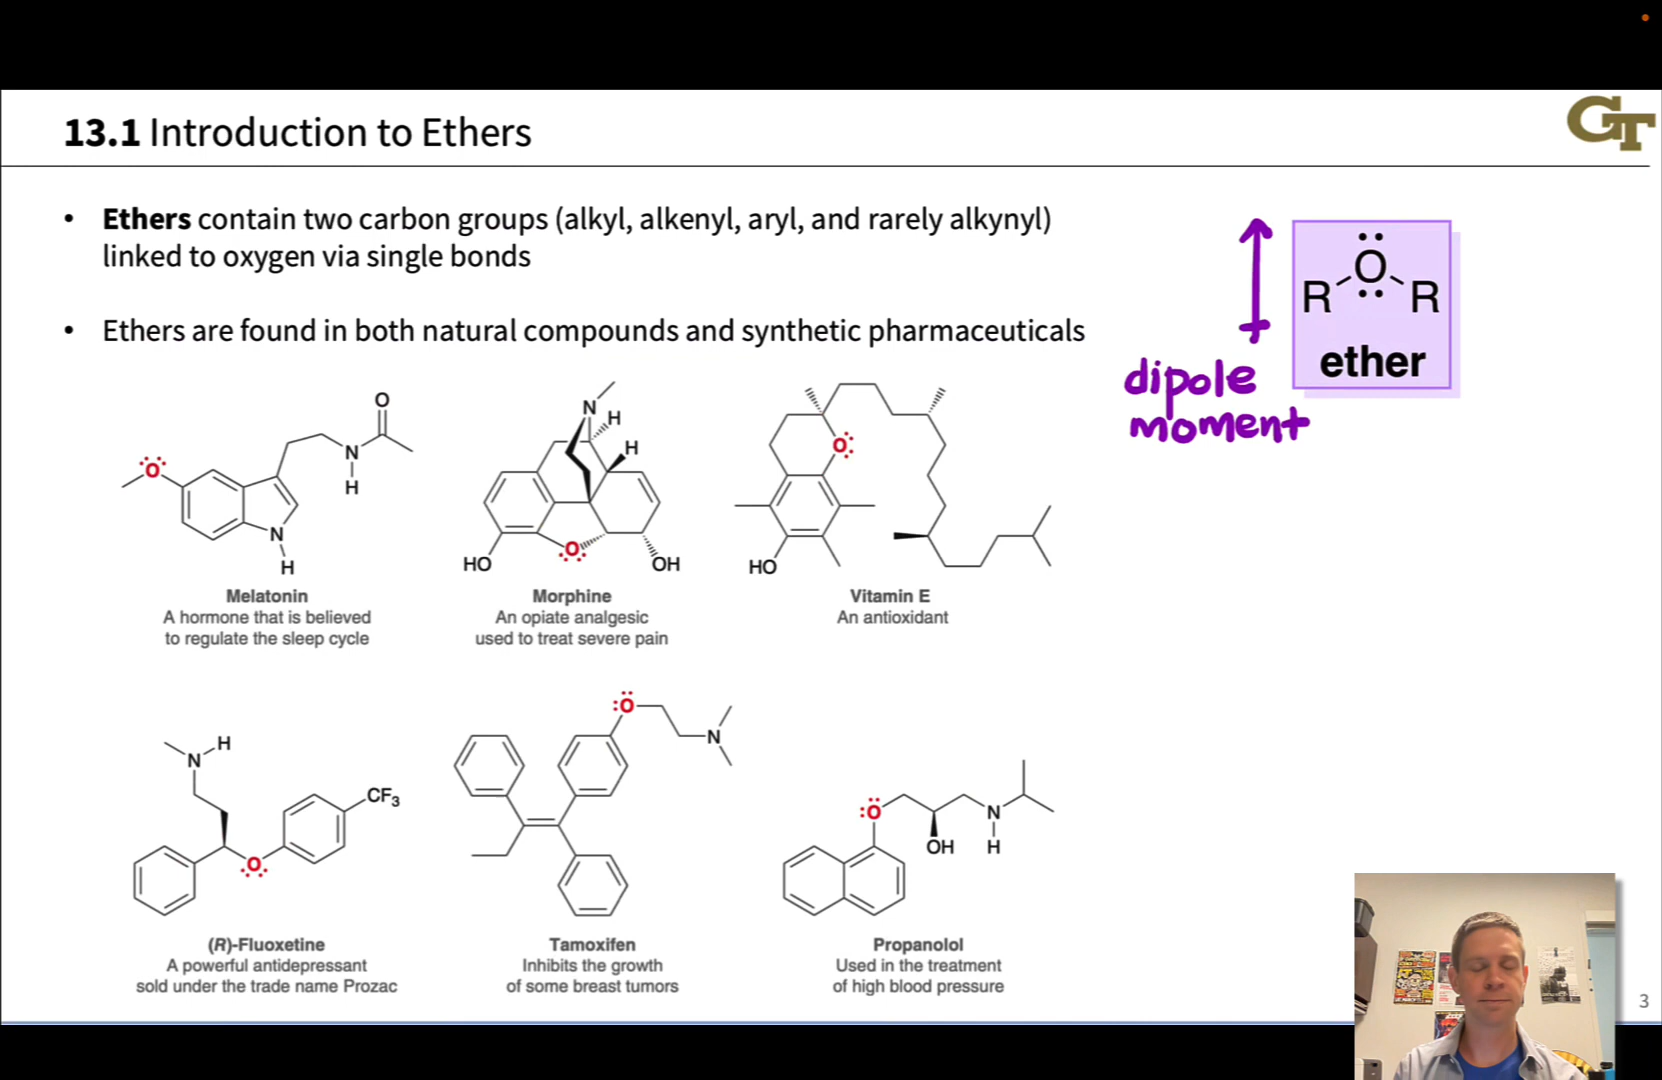 13.1 Introduction to Ethers
GT
• Ethers contain two carbon groups (alkyl, alkenyl, aryl, and rarely alkynyl)
linked to oxygen via single bonds
• Ethers are found in both natural compounds and synthetic pharmaceuticals
R O R
ether
dipole
moment
O
O
N
H
N
H
Melatonin
A hormone that is believed
to regulate the sleep cycle
N
H
H
HO
O
OH
Morphine
An opiate analgesic
used to treat severe pain
O
HO
Vitamin E
An antioxidant
N
H
CF3
O
(R)-Fluoxetine
A powerful antidepressant
sold under the trade name Prozac
O
N
Tamoxifen
Inhibits the growth
of some breast tumors
O
N
OH
H
Propanolol
Used in the treatment
of high blood pressure
3